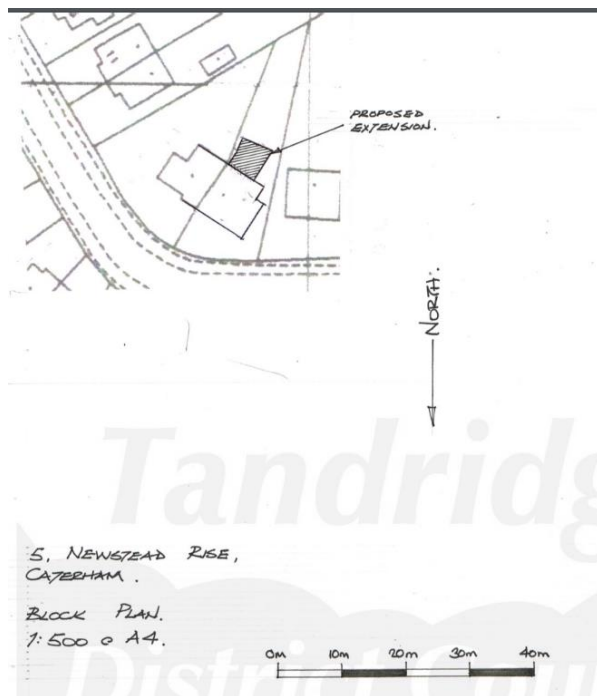 PROPOSED
EXTENSION.
NORTH.
Tandridg
5, NEWSTEAD RISE,
CATERHAM.
BLOCK PLAN.
1:500 @ A4.
0m 10m 20m 30m 40m
District Coun